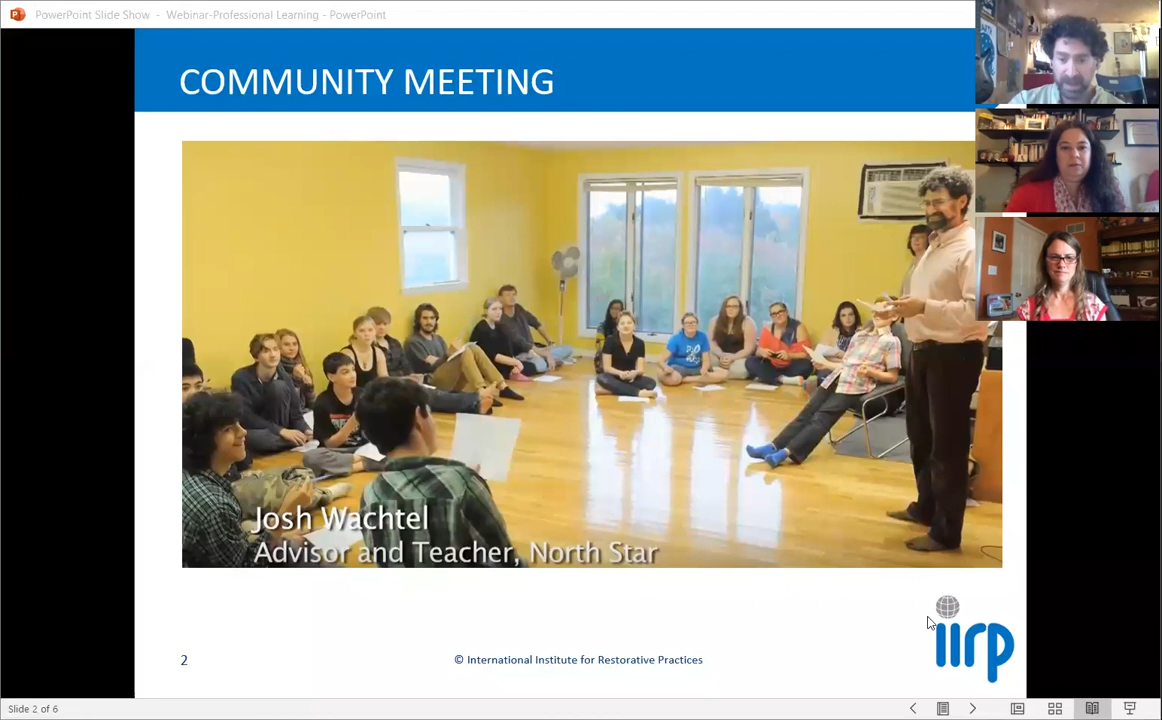 PowerPoint Slide Show - Webinar-Professional Learning - PowerPoint
COMMUNITY MEETING
Josh Wachtel
Advisor and Teacher, North Star
iirp
2
© International Institute for Restorative Practices
Slide 2 of 6